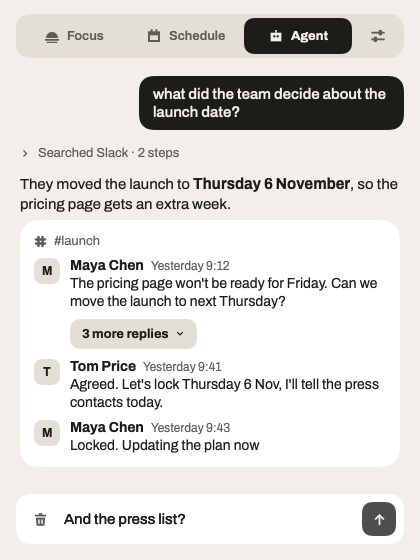 Focus
Schedule
Agent
what did the team decide about the
launch date?
Searched Slack · 2 steps
They moved the launch to Thursday 6 November, so the
pricing page gets an extra week.
#launch
M
Maya Chen Yesterday 9:12
The pricing page won't be ready for Friday. Can we
move the launch to next Thursday?
3 more replies
T
Tom Price Yesterday 9:41
Agreed. Let's lock Thursday 6 Nov, I'll tell the press
contacts today.
M
Maya Chen Yesterday 9:43
Locked. Updating the plan now
And the press list?